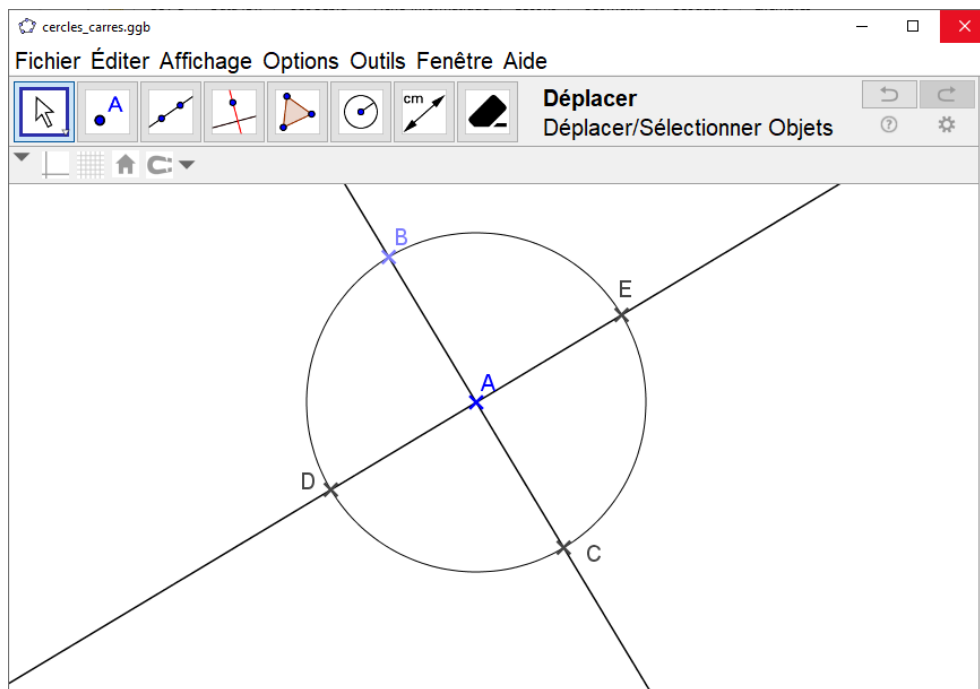 cercles_carres.ggb
Fichier Éditer Affichage Options Outils Fenêtre Aide
A
cm
Déplacer
Déplacer/Sélectionner Objets
B
E
A
D
C